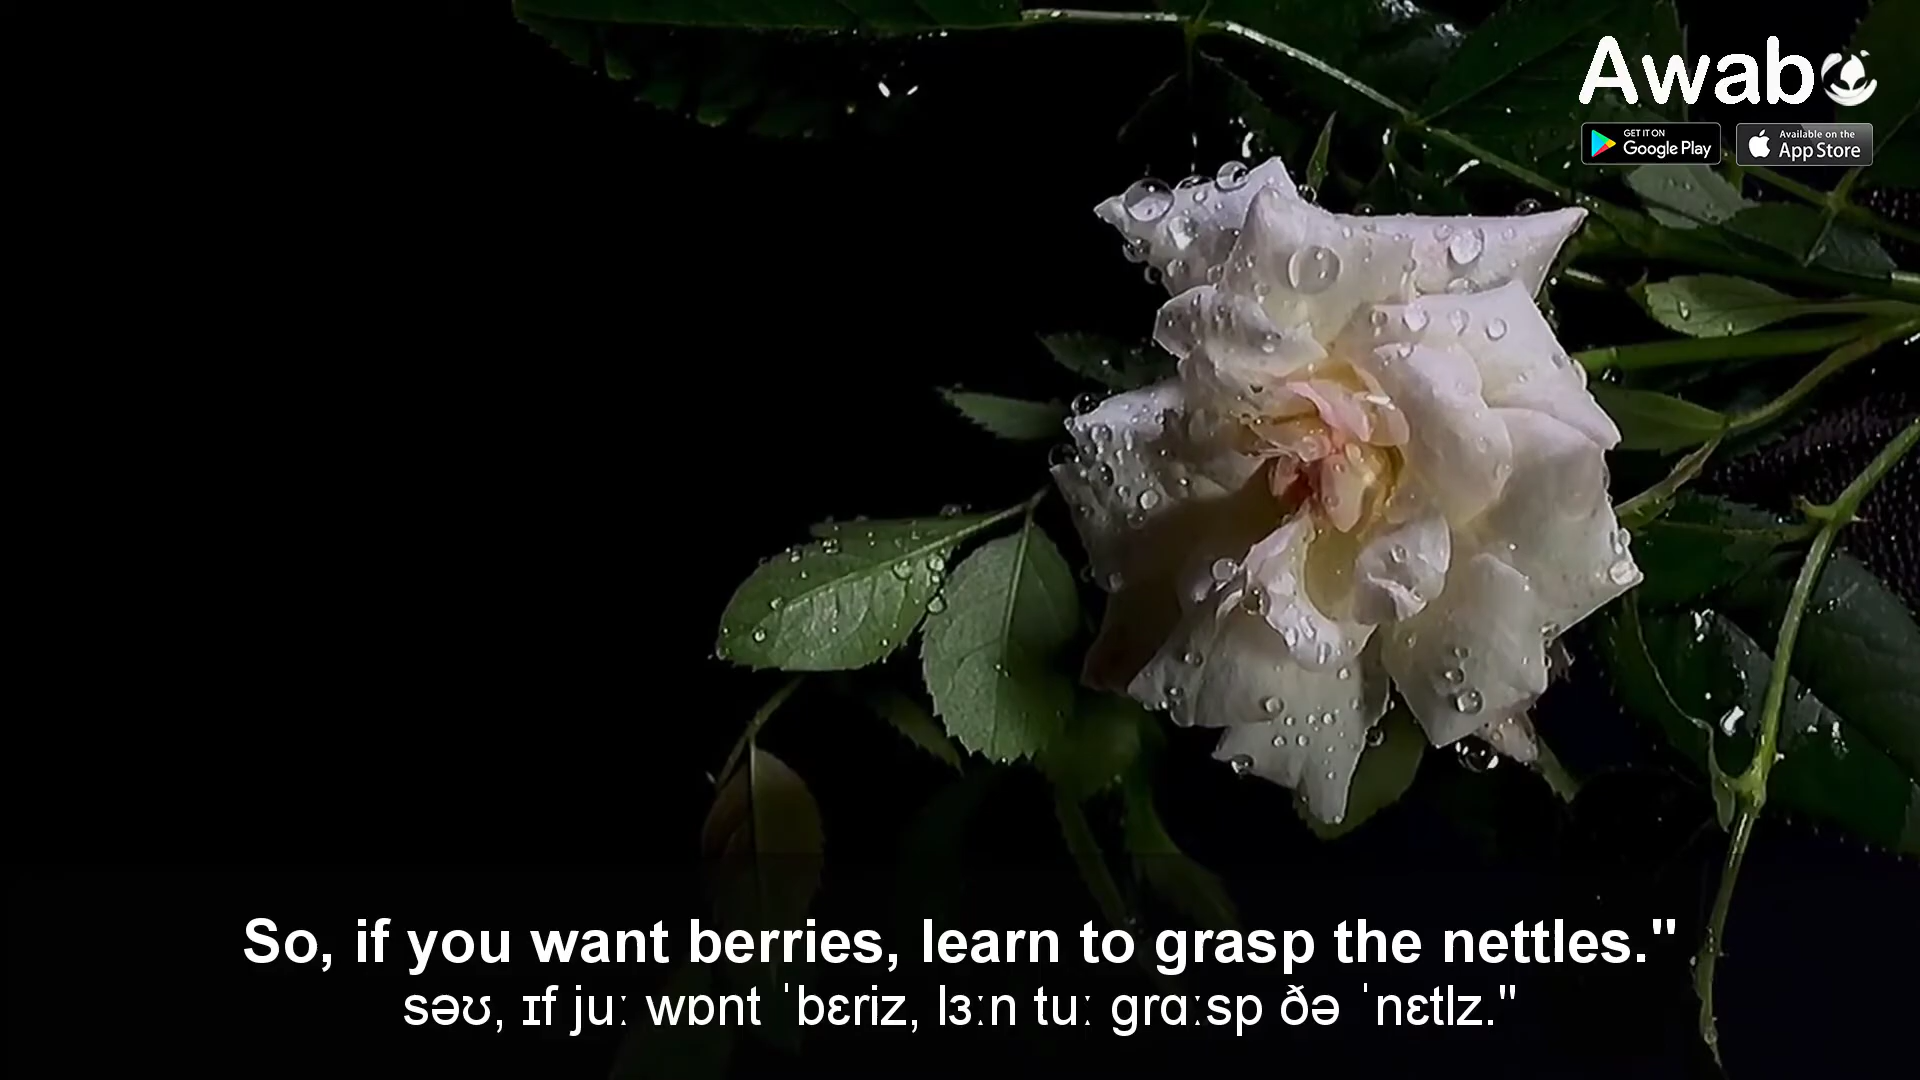 Awab
GET IT ON
Google Play
Available on the
App Store
So, if you want berries, learn to grasp the nettles."
səʊ, ɪf juː wɒnt ˈbɛriz, lɜːn tuː grɑːsp ðə ˈnɛtlz."